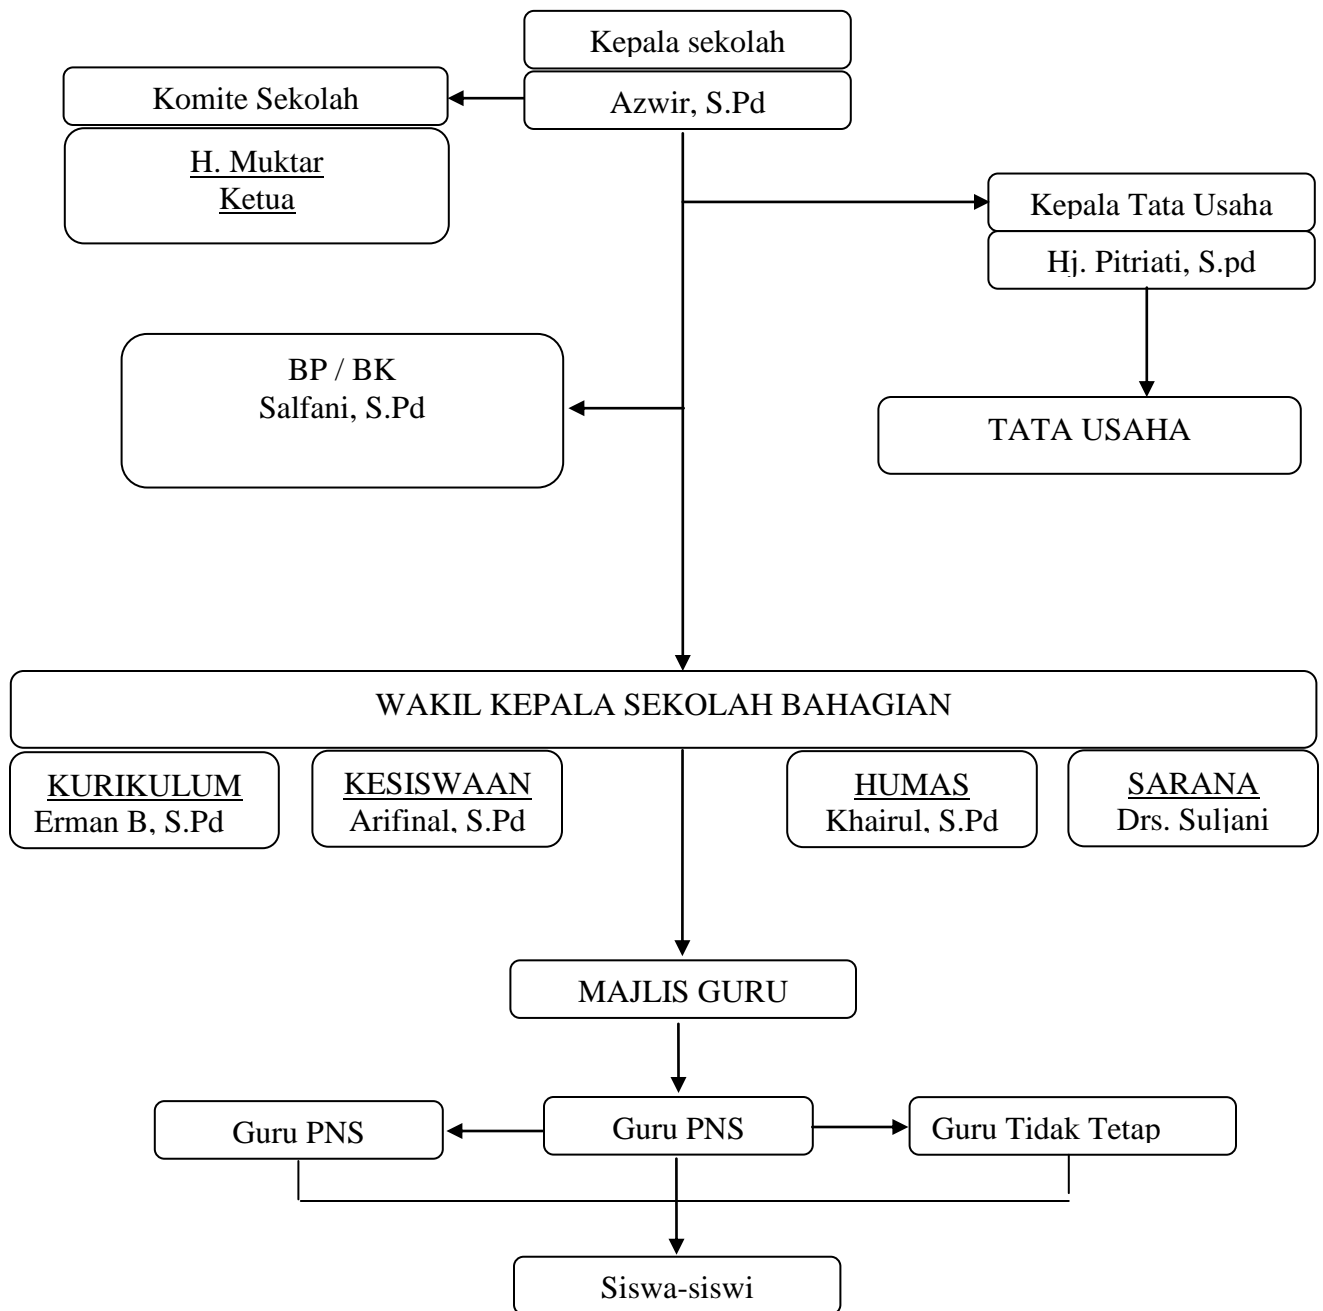 Kepala sekolah
Azwir, S.Pd
Komite Sekolah
H. Muktar
Ketua
Kepala Tata Usaha
Hj. Pitriati, S.pd
BP / BK
Salfani, S.Pd
TATA USAHA
WAKIL KEPALA SEKOLAH BAHAGIAN
KURIKULUM
Erman B, S.Pd
KESISWAAN
Arifinal, S.Pd
HUMAS
Khairul, S.Pd
SARANA
Drs. Suljani
MAJLIS GURU
Guru PNS
Guru PNS
Guru Tidak Tetap
Siswa-siswi